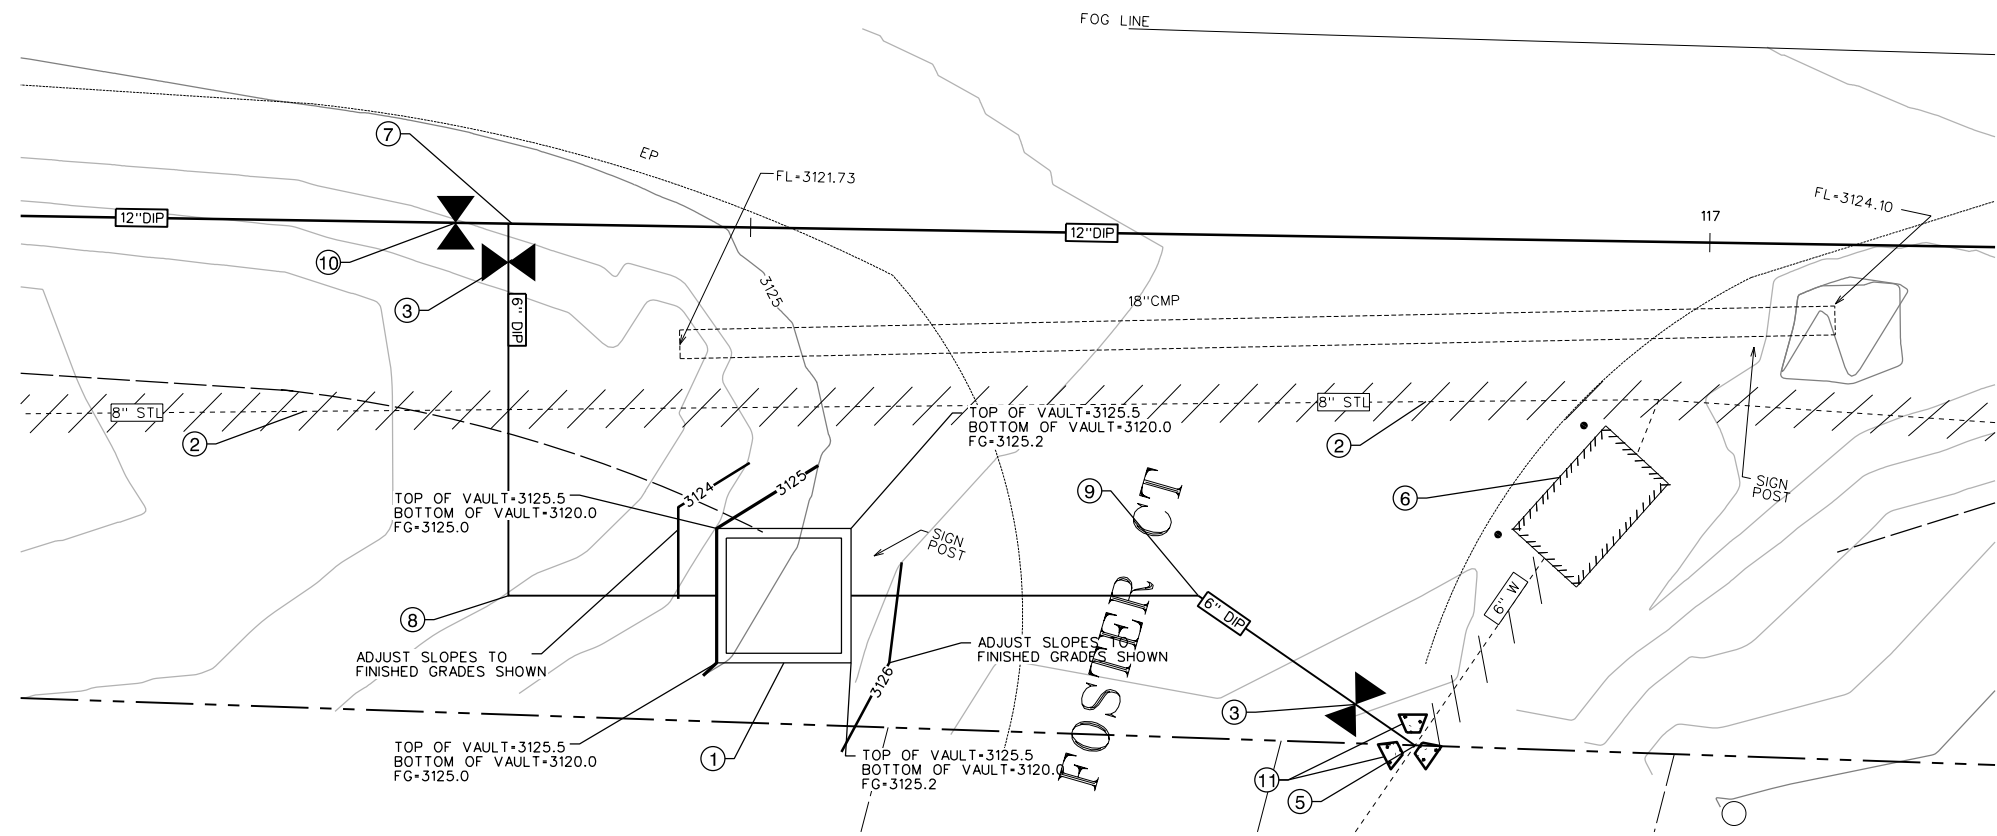 FOG LINE
7
EP
FL=3121.73
FL=3124.10
12"DIP
12"DIP
117
10
3
6" DIP
3125
18"CMP
8" STL
2
8" STL
2
TOP OF VAULT=3125.5
BOTTOM OF VAULT=3120.0
FG=3125.2
3124
3125
TOP OF VAULT=3125.5
BOTTOM OF VAULT=3120.0
FG=3125.0
9
6
SIGN
POST
SIGN
POST
FOSTER CT
8
6" DIP
6" W
ADJUST SLOPES TO
FINISHED GRADES SHOWN
ADJUST SLOPES TO
FINISHED GRADES SHOWN
3126
3
TOP OF VAULT=3125.5
BOTTOM OF VAULT=3120.0
FG=3125.0
1
TOP OF VAULT=3125.5
BOTTOM OF VAULT=3120.0
FG=3125.2
11
5